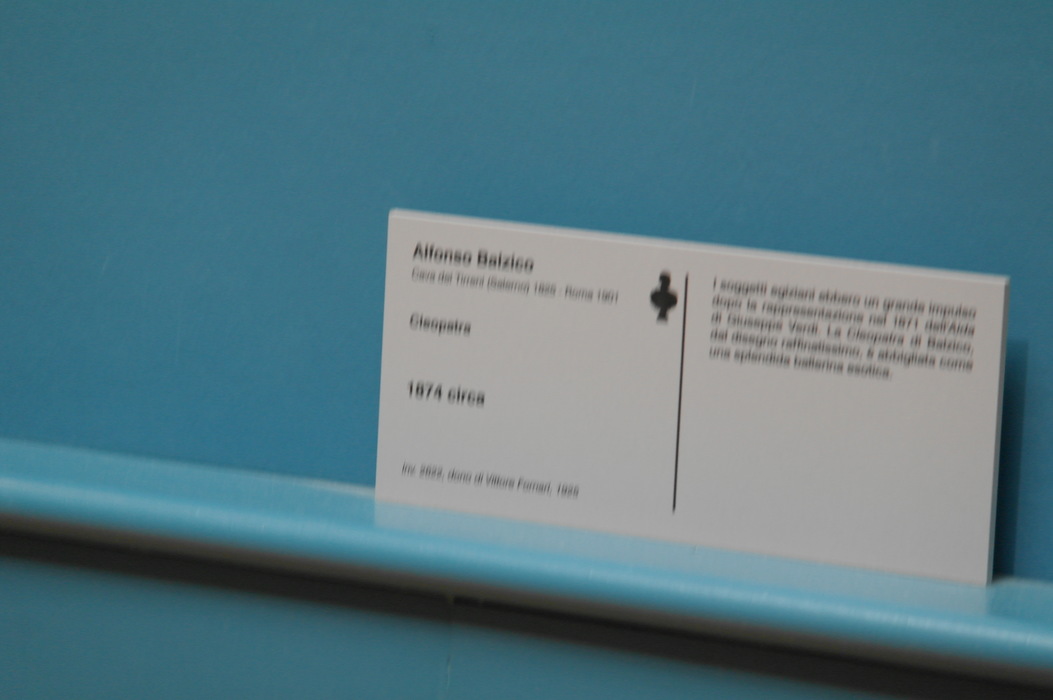 Alfonso Balzico
Cava dei Tirreni (Salerno) 1825 - Roma 1901
Cleopatra
1874 circa
Inv. 2622, dono di Vittore Fornari, 1925
I soggetti egiziani ebbero un grande impulso
dopo la rappresentazione nel 1871 dell'Aida
di Giuseppe Verdi. La Cleopatra di Balzico,
dal disegno raffinatissimo, è abbigliata come
una splendida ballerina esotica.